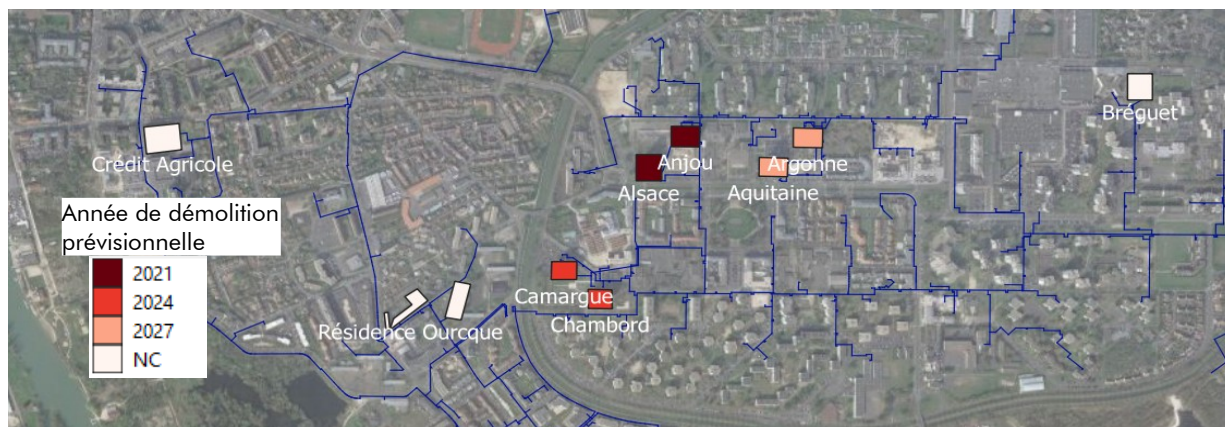 Breguet
Crédit Agricole
Anjou
Argonne
Alsace
Aquitaine
Année de démolition
prévisionnelle
2021
2024
2027
NC
Camargue
Chambord
Résidence Ourcque